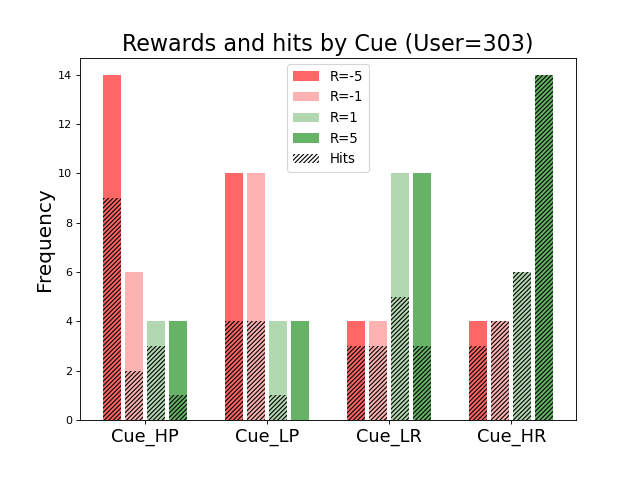 Rewards and hits by Cue (User=303)
R=-5
R=-1
R=1
R=5
Hits
Frequency
14
12
10
8
6
4
2
0
Cue_HP
Cue_LP
Cue_LR
Cue_HR